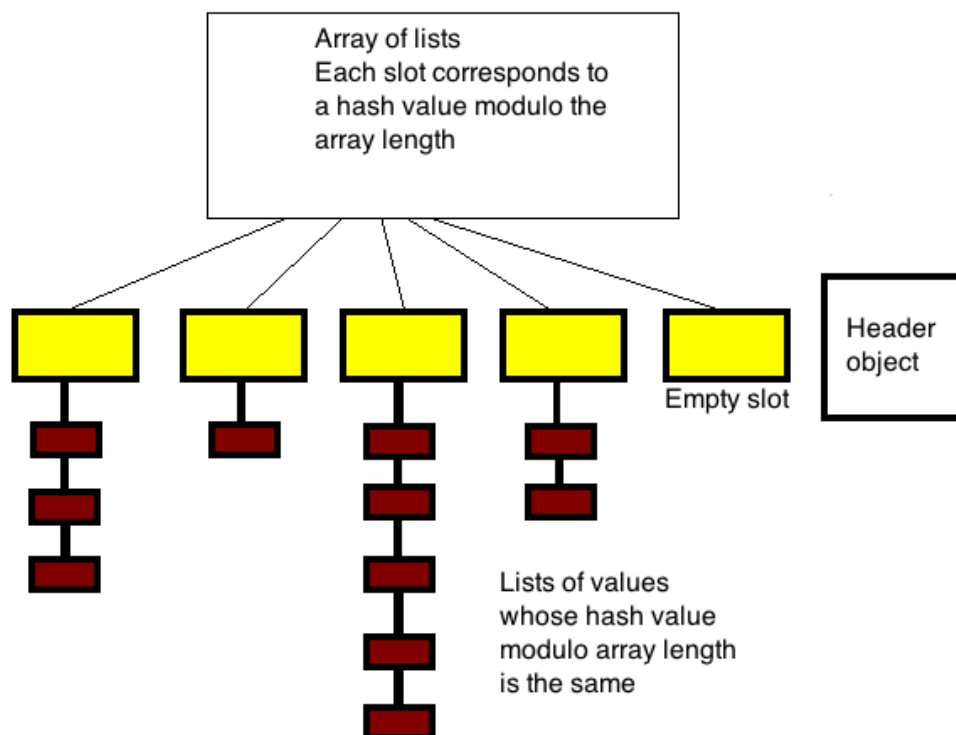 Array of lists
Each slot corresponds to
a hash value modulo the
array length
Header
object
Empty slot
Lists of values
whose hash value
modulo array length
is the same